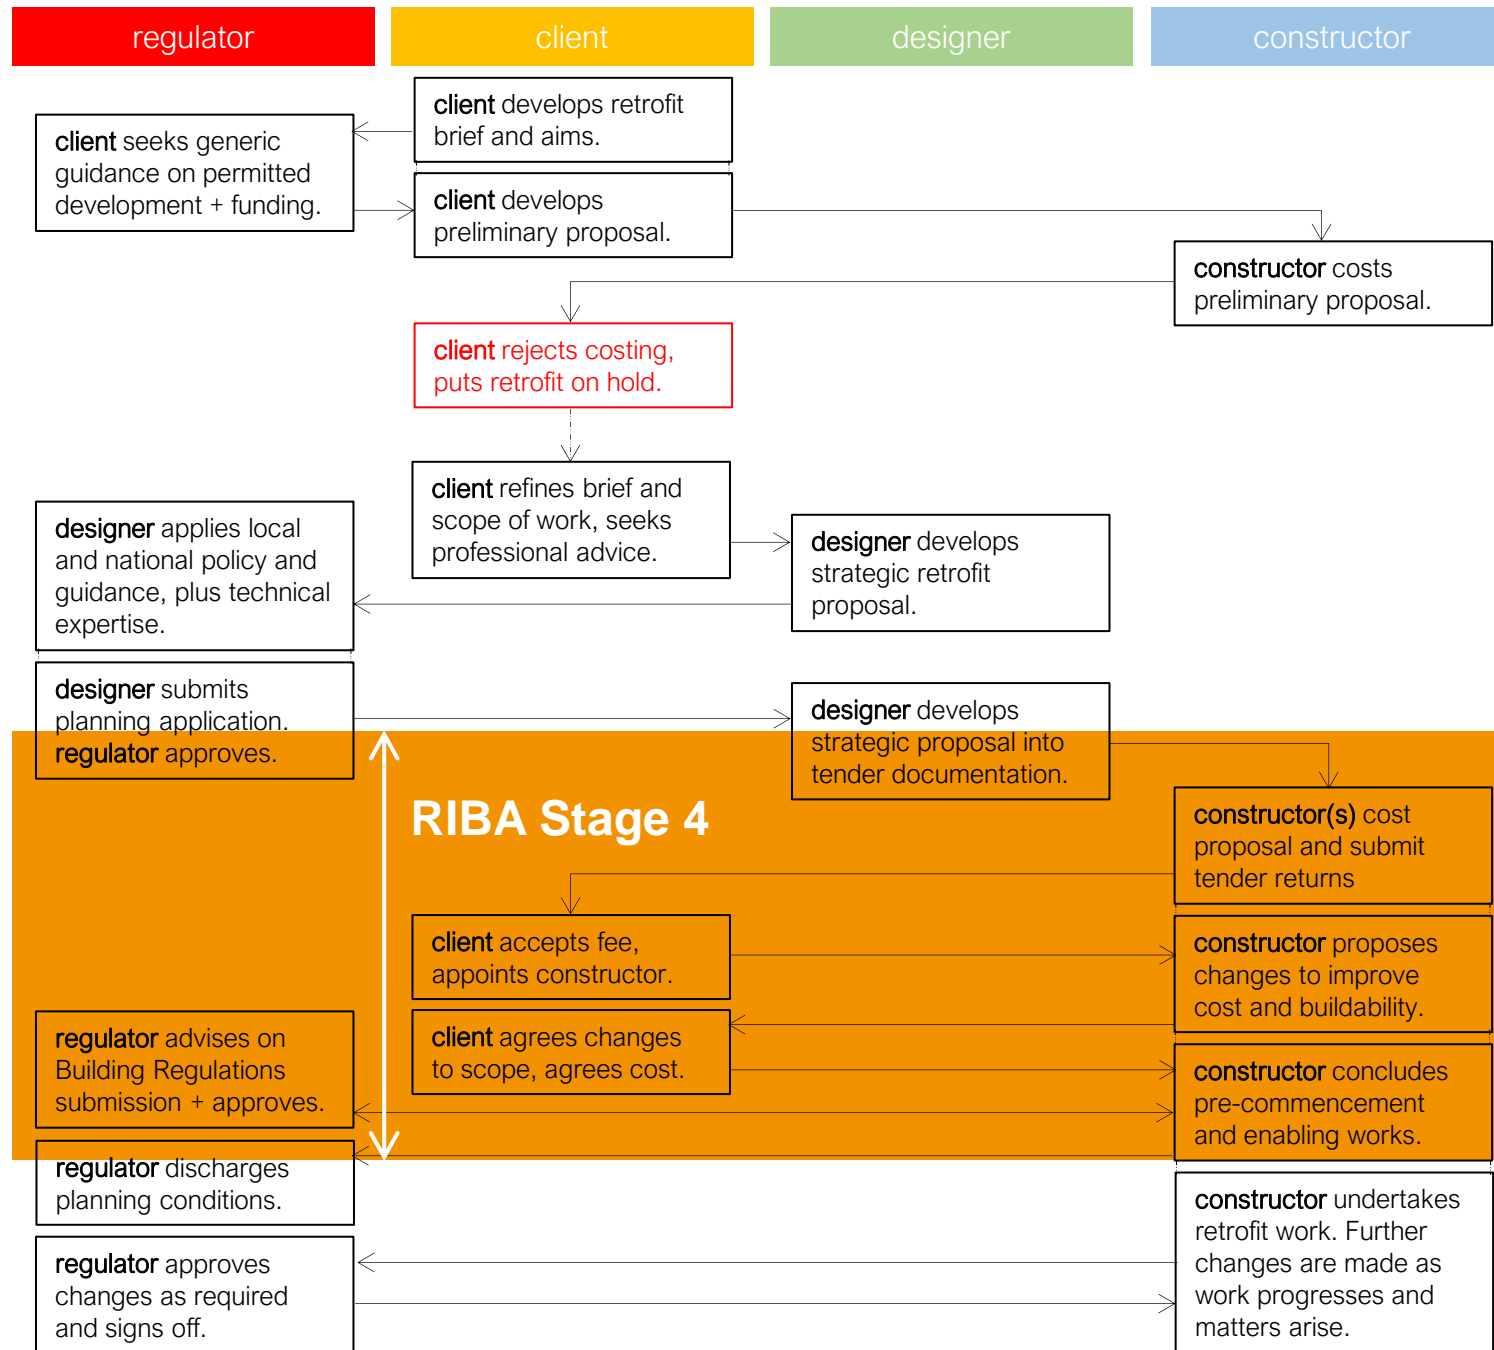 regulator
client
designer
constructor
client develops retrofit
brief and aims.
client seeks generic
guidance on permitted
development + funding.
client develops
preliminary proposal.
constructor costs
preliminary proposal.
client rejects costing,
puts retrofit on hold.
client refines brief and
scope of work, seeks
professional advice.
designer develops
strategic retrofit
proposal.
designer applies local
and national policy and
guidance, plus technical
expertise.
designer submits
planning application.
regulator approves.
designer develops
strategic proposal into
tender documentation.
RIBA Stage 4
constructor(s) cost
proposal and submit
tender returns
client accepts fee,
appoints constructor.
constructor proposes
changes to improve
cost and buildability.
client agrees changes
to scope, agrees cost.
regulator advises on
Building Regulations
submission + approves.
constructor concludes
pre-commencement
and enabling works.
regulator discharges
planning conditions.
constructor undertakes
retrofit work. Further
changes are made as
work progresses and
matters arise.
regulator approves
changes as required
and signs off.